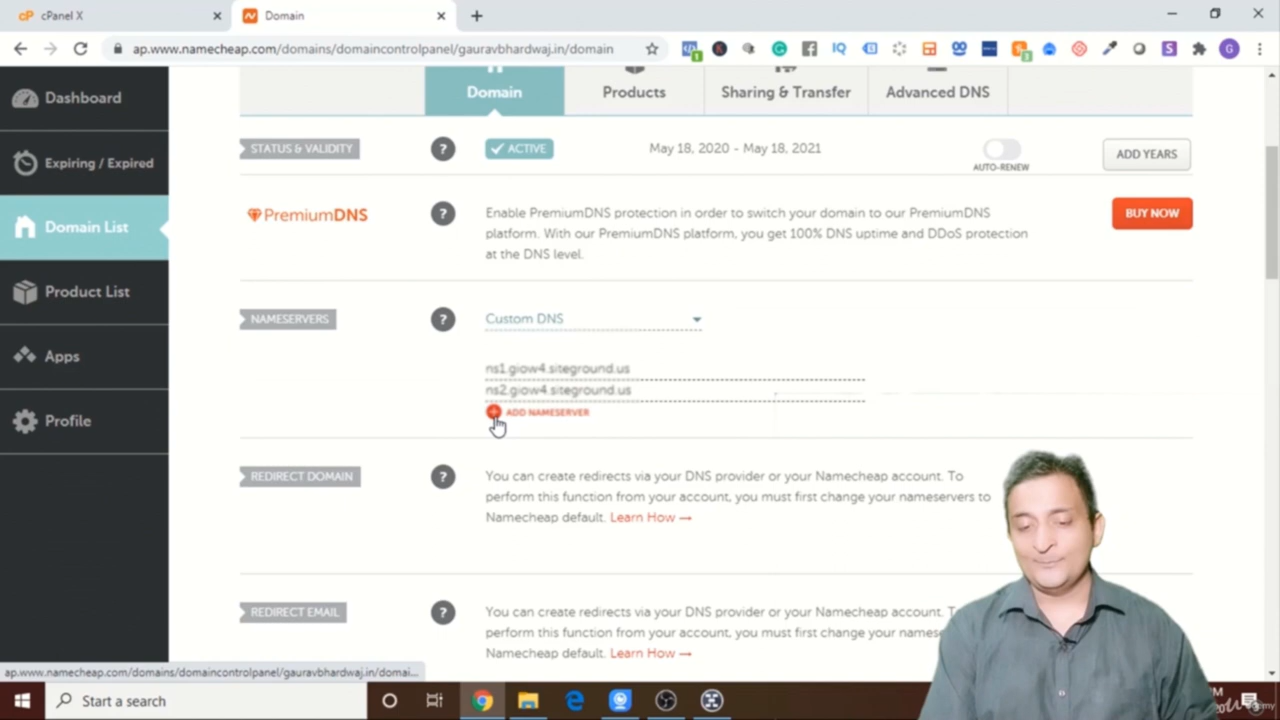 cP cPanel X
Domain
ap.www.namecheap.com/domains/domaincontrolpanel/gauravbhardwaj.in/domain
IQ
1
3
S
G
Dashboard
Expiring / Expired
Domain List
Product List
Apps
Profile
Domain
Products
Sharing & Transfer
Advanced DNS
STATUS & VALIDITY
?
ACTIVE
May 18, 2020 - May 18, 2021
AUTO-RENEW
ADD YEARS
PremiumDNS
?
Enable PremiumDNS protection in order to switch your domain to our PremiumDNS
platform. With our PremiumDNS platform, you get 100% DNS uptime and DDoS protection
at the DNS level.
BUY NOW
NAMESERVERS
?
Custom DNS
ns1.giow4.siteground.us
ns2.giow4.siteground.us
ADD NAMESERVER
REDIRECT DOMAIN
?
You can create redirects via your DNS provider or your Namecheap account. To
perform this function from your account, you must first change your nameservers to
Namecheap default. Learn How →
REDIRECT EMAIL
?
You can create redirects via your DNS provider or your Namecheap account.
perform this function from your account, you must first change your
Namecheap default. Learn How →
ap.www.namecheap.com/domains/domaincontrolpanel/gauravbhardwaj.in/domai...
Start a search